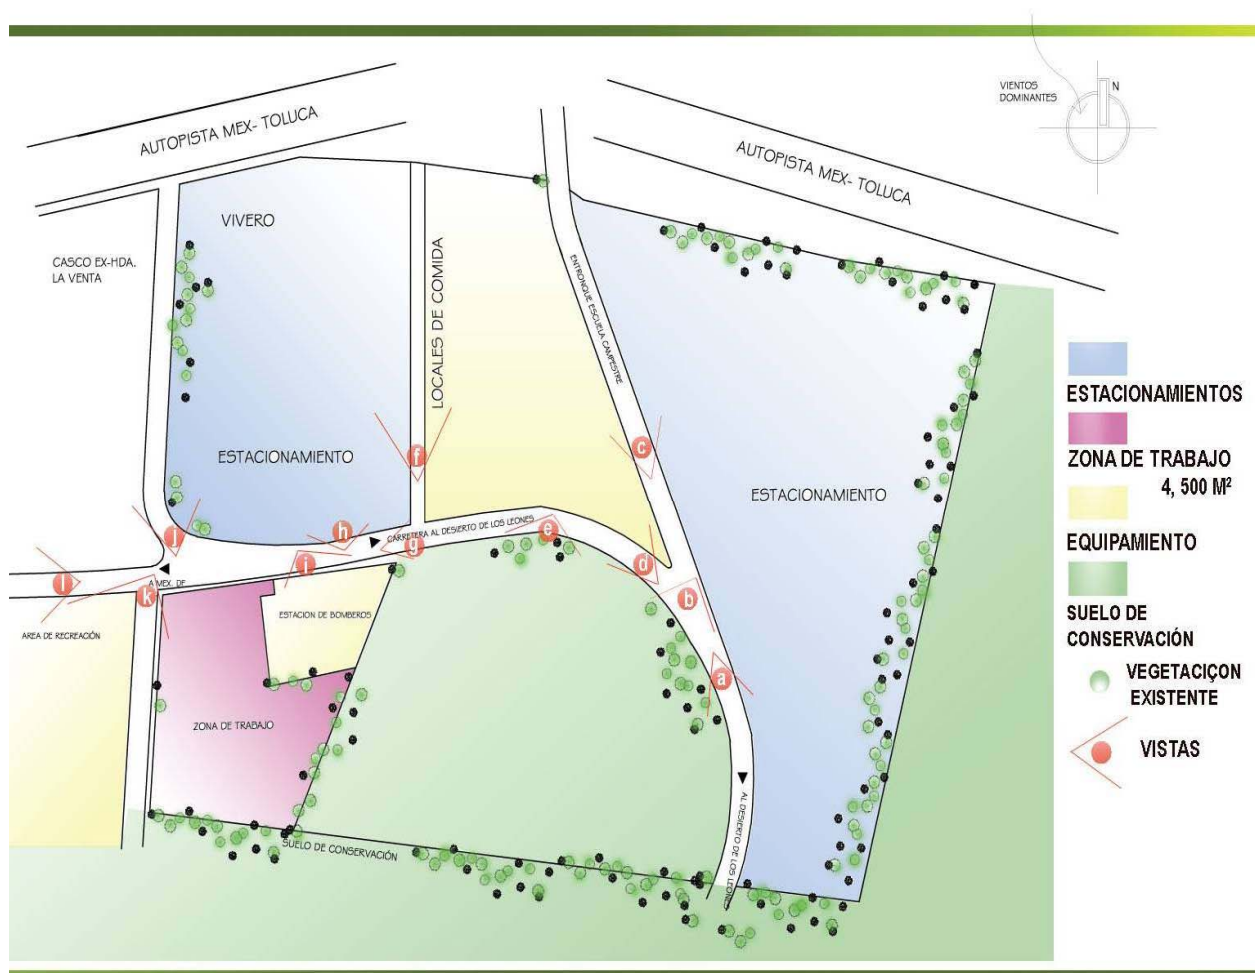 VIENTOS
DOMINANTES
N
AUTOPISTA MEX- TOLUCA
AUTOPISTA MEX- TOLUCA
VIVERO
CASCO EX-HDA.
LA VENTA
LOCALES DE COMIDA
ENTRONQUE ESCUELA CAMPESTRE
ESTACIONAMIENTO
ESTACIONAMIENTO
c
f
CARRETERA AL DESIERTO DE LOS LEONES
j
h
g
e
j
d
l
A MEX. DF
k
b
AREA DE RECREACIÓN
ESTACION DE BOMBEROS
a
ZONA DE TRABAJO
SUELO DE CONSERVACIÓN
AL DESIERTO DE LOS LEONES
ESTACIONAMIENTOS
ZONA DE TRABAJO
4, 500 M²
EQUIPAMIENTO
SUELO DE
CONSERVACIÓN
VEGETACIÇON
EXISTENTE
VISTAS